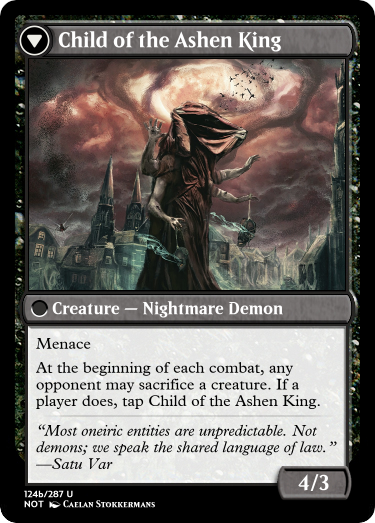 Child of the Ashen King
Creature — Nightmare Demon
Menace
At the beginning of each combat, any
opponent may sacrifice a creature. If a
player does, tap Child of the Ashen King.
“Most oneiric entities are unpredictable. Not
demons; we speak the shared language of law.”
—Satu Var
4/3
124b/287 U
NOT Caelan Stokkermans